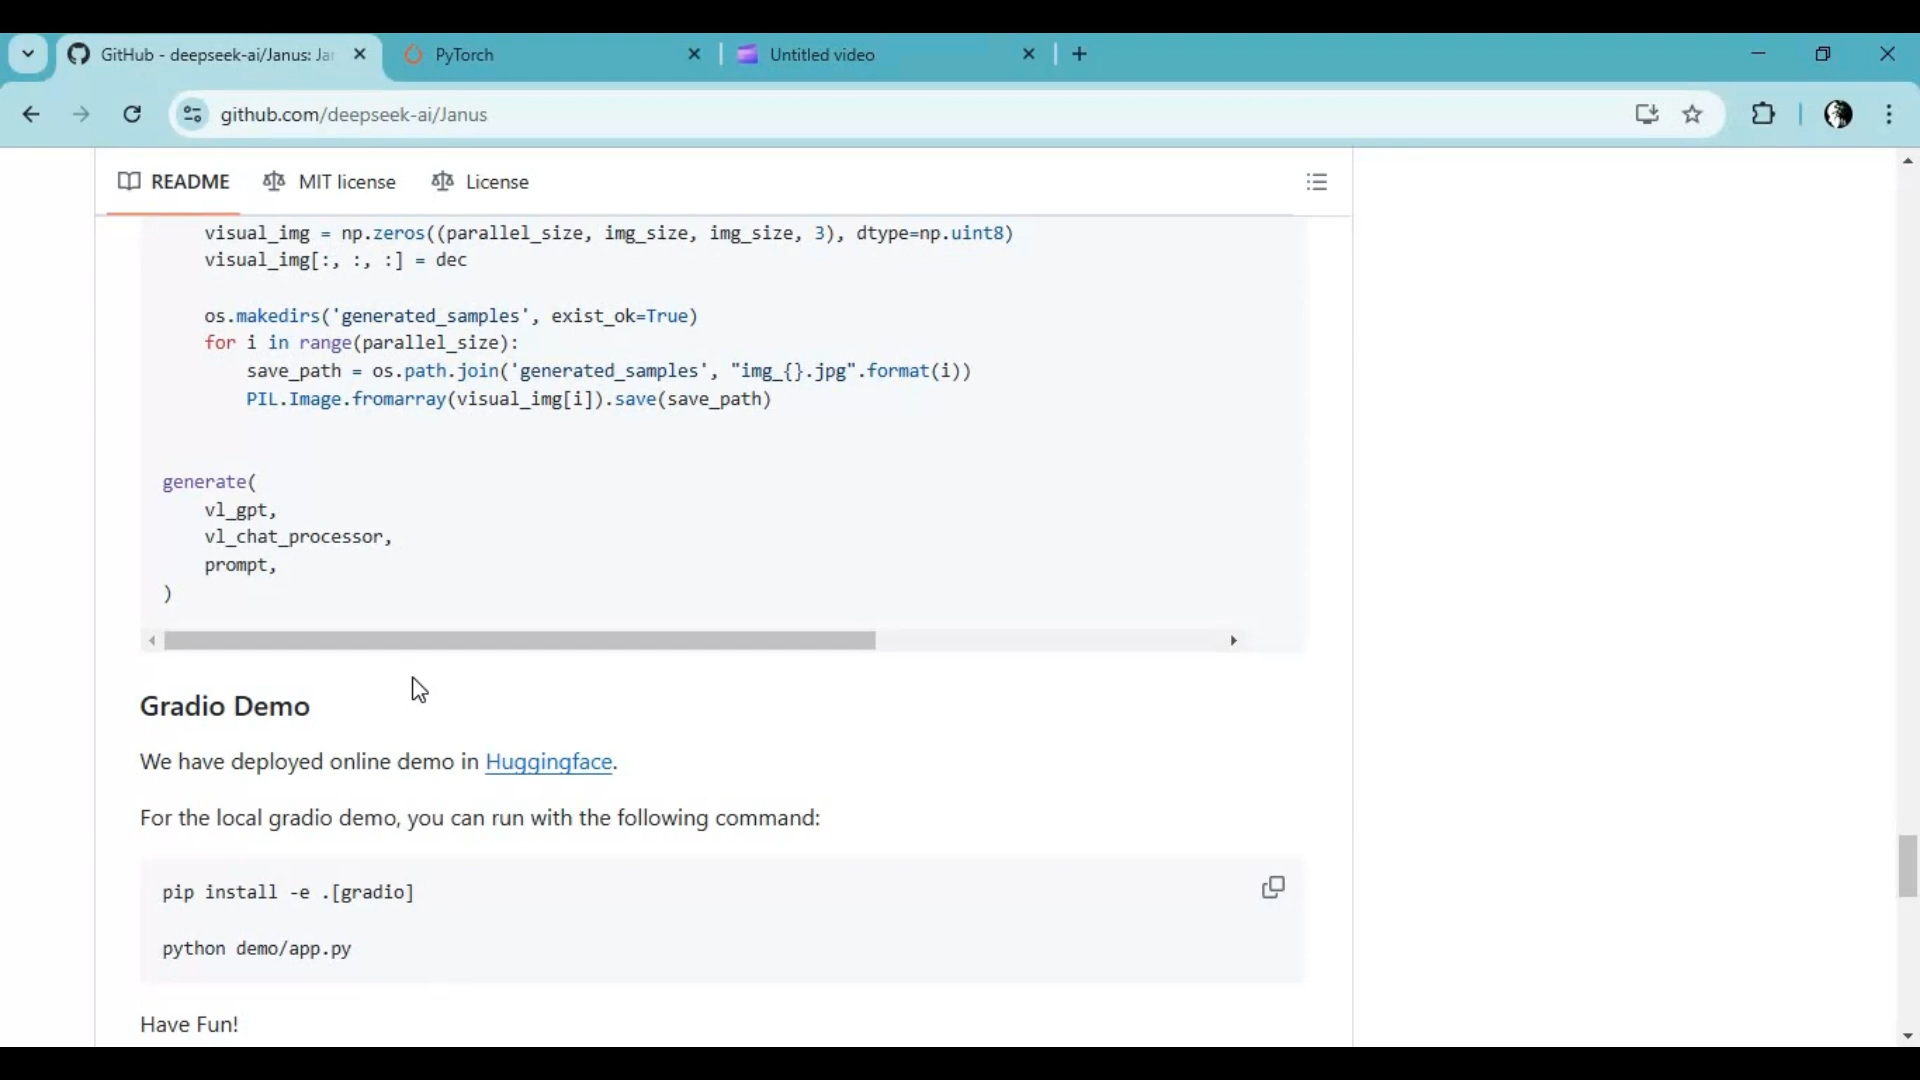 GitHub - deepseek-ai/Janus: Jan
PyTorch
Untitled video
github.com/deepseek-ai/Janus
README
MIT license
License
visual_img = np.zeros((parallel_size, img_size, img_size, 3), dtype=np.uint8)
visual_img[:, :, :] = dec
os.makedirs('generated_samples', exist_ok=True)
for i in range(parallel_size):
save_path = os.path.join('generated_samples', "img_{}.jpg".format(i))
PIL.Image.fromarray(visual_img[i]).save(save_path)
generate(
vl_gpt,
vl_chat_processor,
prompt,
)
Gradio Demo
We have deployed online demo in Huggingface.
For the local gradio demo, you can run with the following command:
pip install -e .[gradio]
python demo/app.py
Have Fun!